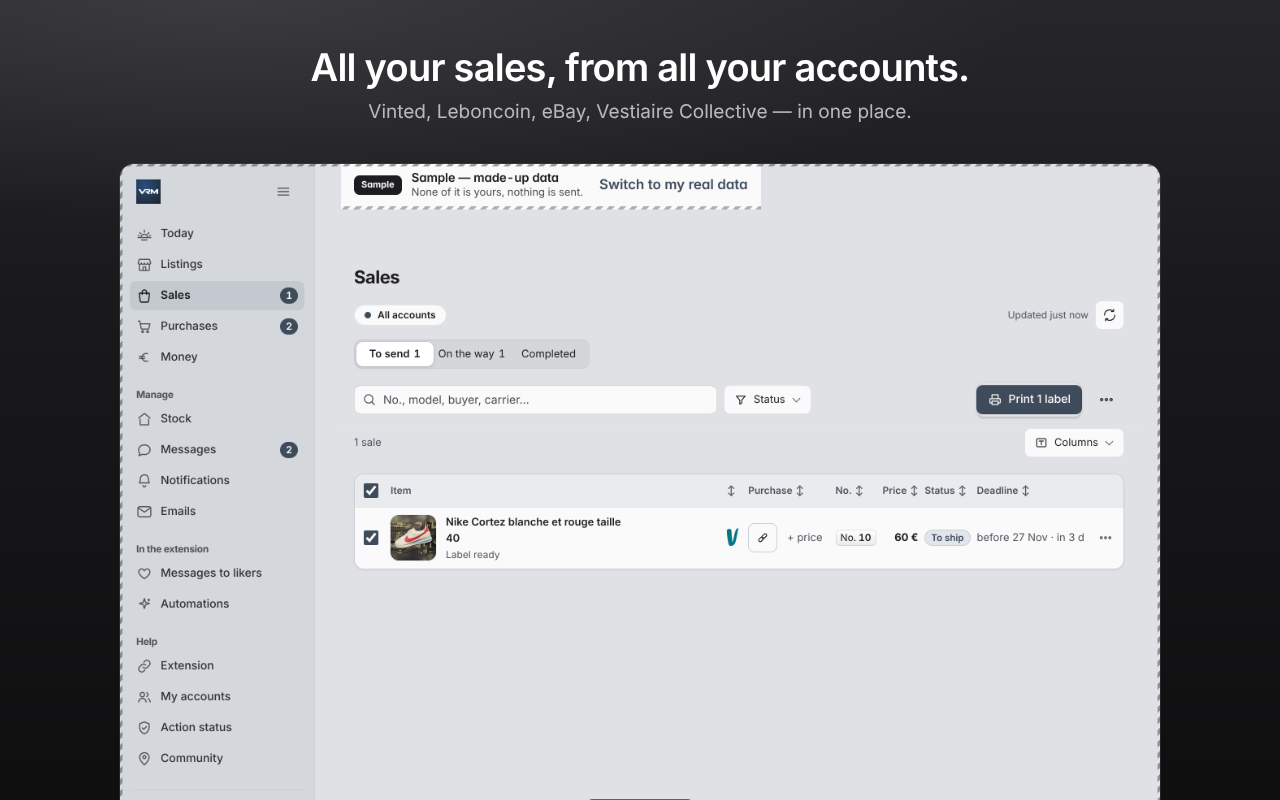 All your sales, from all your accounts.
Vinted, Leboncoin, eBay, Vestiaire Collective — in one place.
VRM
Today
Listings
Sales 1
Purchases 2
Money
Manage
Stock
Messages 2
Notifications
Emails
In the extension
Messages to likers
Automations
Help
Extension
My accounts
Action status
Community
Sample
Sample — made-up data
None of it is yours, nothing is sent.
Switch to my real data
Sales
All accounts
Updated just now
To send 1 On the way 1 Completed
No., model, buyer, carrier...
Status
Print 1 label
1 sale
Columns
Item Purchase No. Price Status Deadline
Nike Cortez blanche et rouge taille
40
Label ready
+ price
No. 10
60 €
To ship
before 27 Nov · in 3 d